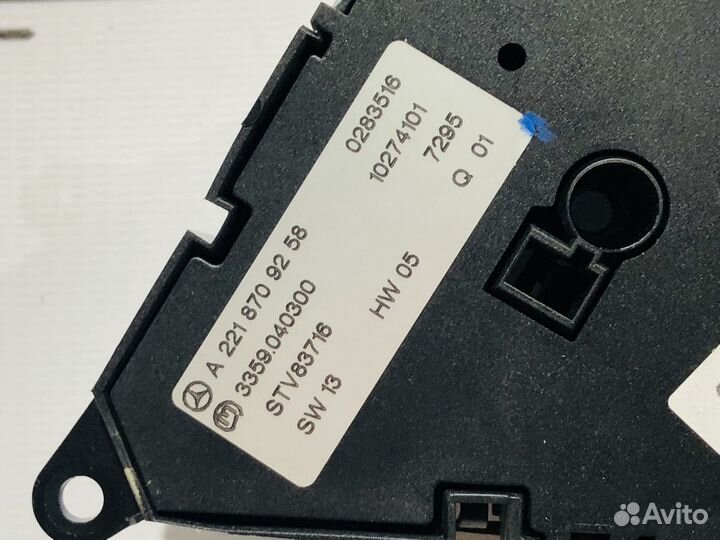 A 221 870 92 58
3359.040300
STV83716
SW 13
HW 05
0283516
10274101
7295
Q 01
Avito